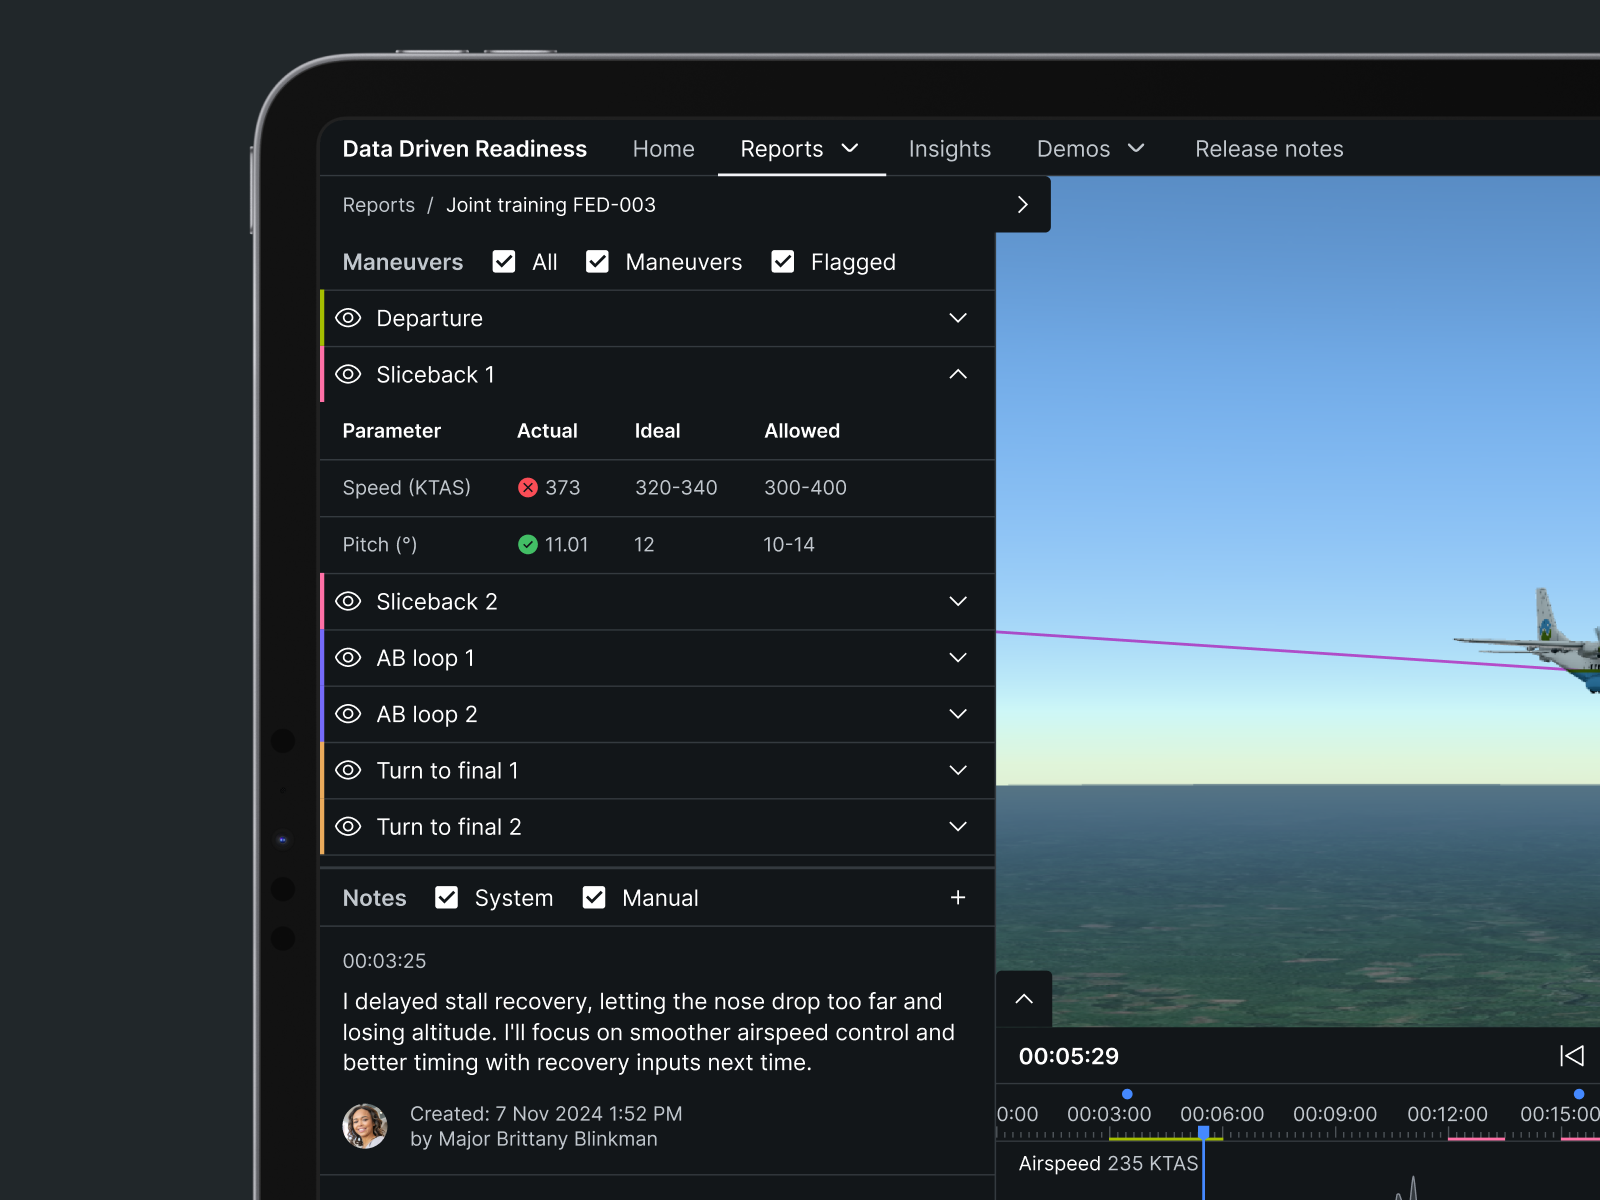 Data Driven Readiness Home Reports Insights Demos Release notes
Reports / Joint training FED-003
Maneuvers All Maneuvers Flagged
Departure
Sliceback 1
Parameter Actual Ideal Allowed
Speed (KTAS) 373 320-340 300-400
Pitch (°) 11.01 12 10-14
Sliceback 2
AB loop 1
AB loop 2
Turn to final 1
Turn to final 2
Notes System Manual +
00:03:25
I delayed stall recovery, letting the nose drop too far and
losing altitude. I'll focus on smoother airspeed control and
better timing with recovery inputs next time.
Created: 7 Nov 2024 1:52 PM
by Major Brittany Blinkman
00:05:29
0:00 00:03:00 00:06:00 00:09:00 00:12:00 00:15:00
Airspeed 235 KTAS